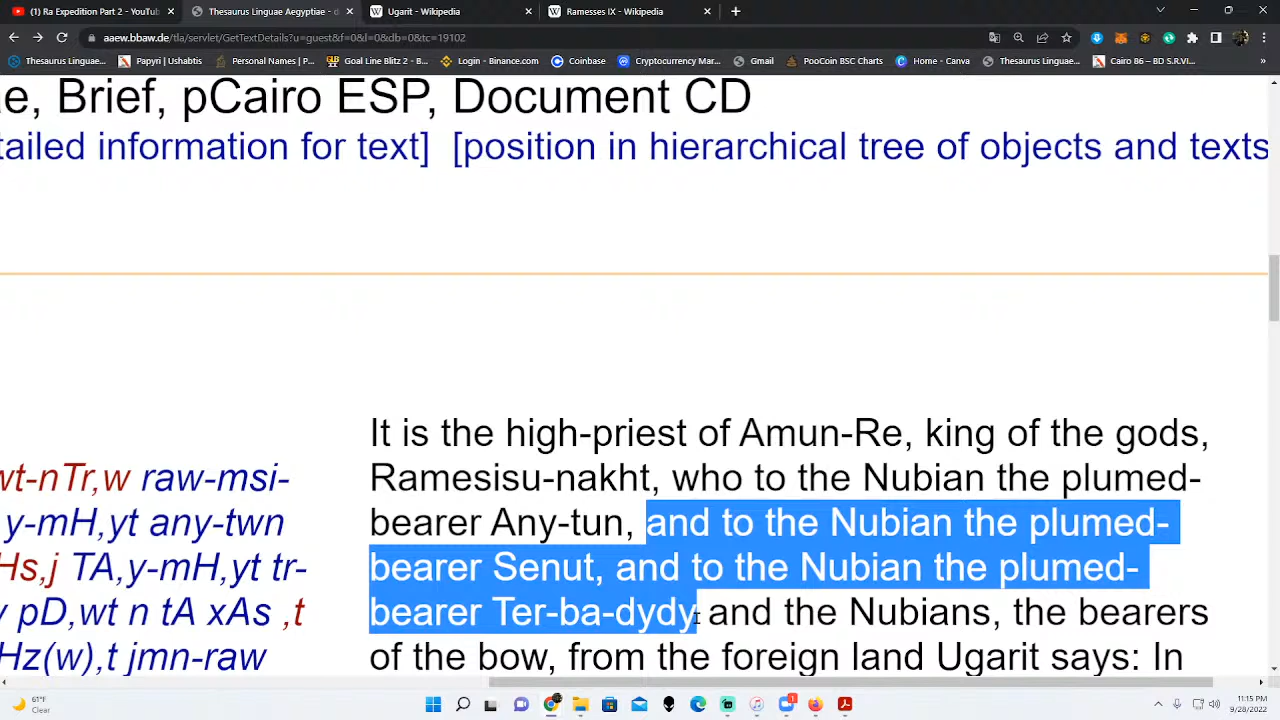 (1) Ra Expedition Part 2 - YouTub
Thesaurus Linguae Aegyptiae - d
Ugarit - Wikipedia
Ramesses IX - Wikipedia
aaew.bbaw.de/tla/servlet/GetTextDetails?u=guest&f=0&l=0&db=0&tc=19102
Thesaurus Linguae...
Papyri | Ushabtis
Personal Names | P...
Goal Line Blitz 2 - B...
Login - Binance.com
Coinbase
Cryptocurrency Mar...
Gmail
PooCoin BSC Charts
Home - Canva
Thesaurus Linguae...
Cairo B6 – BD S.R.VI...
»
e, Brief, pCairo ESP, Document CD
tailed information for text] [position in hierarchical tree of objects and texts
It is the high-priest of Amun-Re, king of the gods,
wt-nTr,w raw-msi-
Ramesisu-nakht, who to the Nubian the plumed-
y-mH,yt any-twn
bearer Any-tun, and to the Nubian the plumed-
Hs,j TA,y-mH,yt tr-
bearer Senut, and to the Nubian the plumed-
pD,wt n tA xAs ,t
bearer Ter-ba-dydy and the Nubians, the bearers
Hz(w),t jmn-raw
of the bow, from the foreign land Ugarit says: In
61°F
Clear
1
11:15 PM
9/28/2022